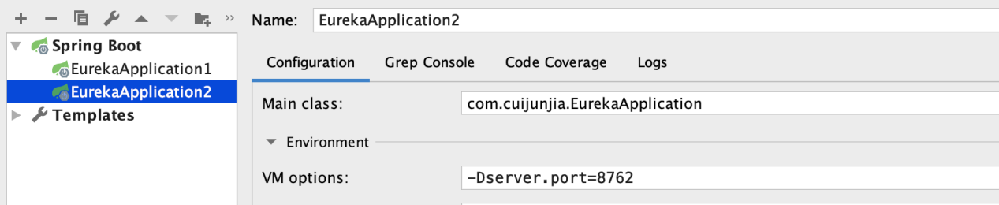 Name: EurekaApplication2
Spring Boot
EurekaApplication1
EurekaApplication2
Templates
Configuration Grep Console Code Coverage Logs
Main class: com.cuijunjia.EurekaApplication
Environment
VM options: -Dserver.port=8762